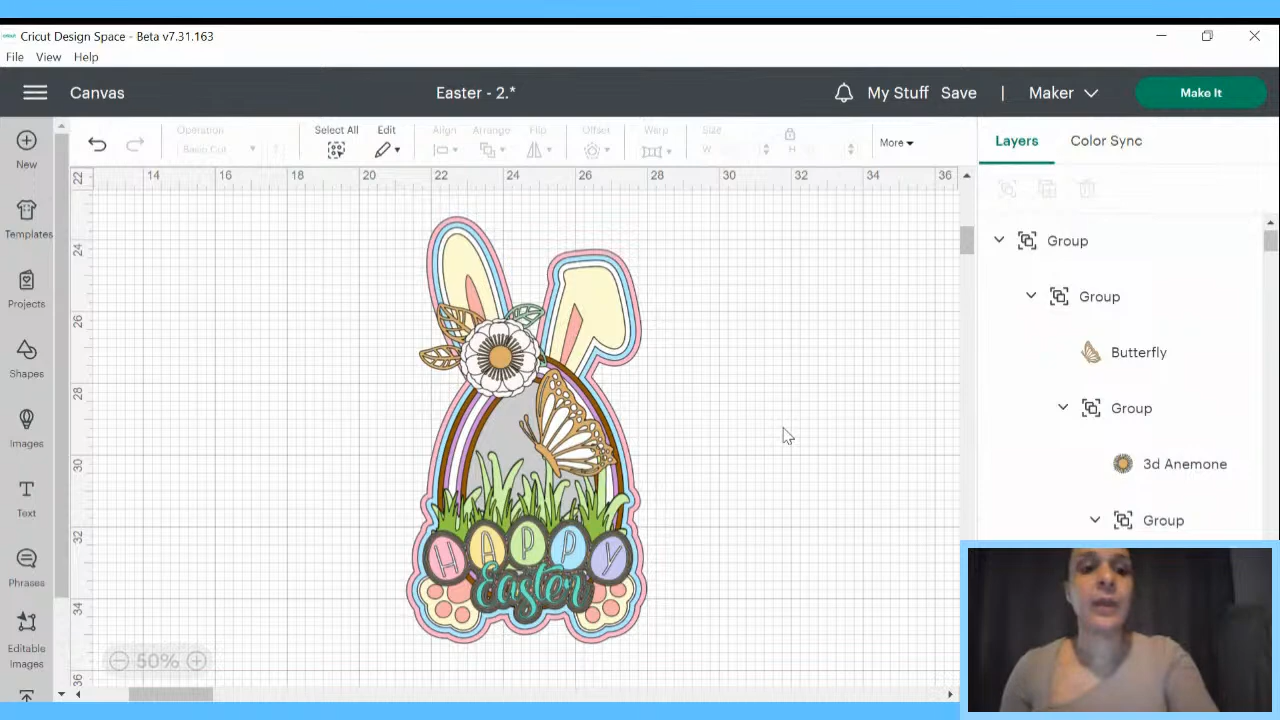 Cricut Design Space - Beta v7.31.163
File View Help
Canvas Easter - 2.* My Stuff Save | Maker Make It
Operation Select All Edit Align Arrange Flip Offset Warp Size More
Basic Cut W H
Layers Color Sync
New
Templates
Projects
Shapes
Images
Text
Phrases
Editable
Images
14 16 18 20 22 24 26 28 30 32 34 36
22
24
26
28
30
32
34
36
HAPPY
Easter
50%
Group
Group
Butterfly
Group
3d Anemone
Group